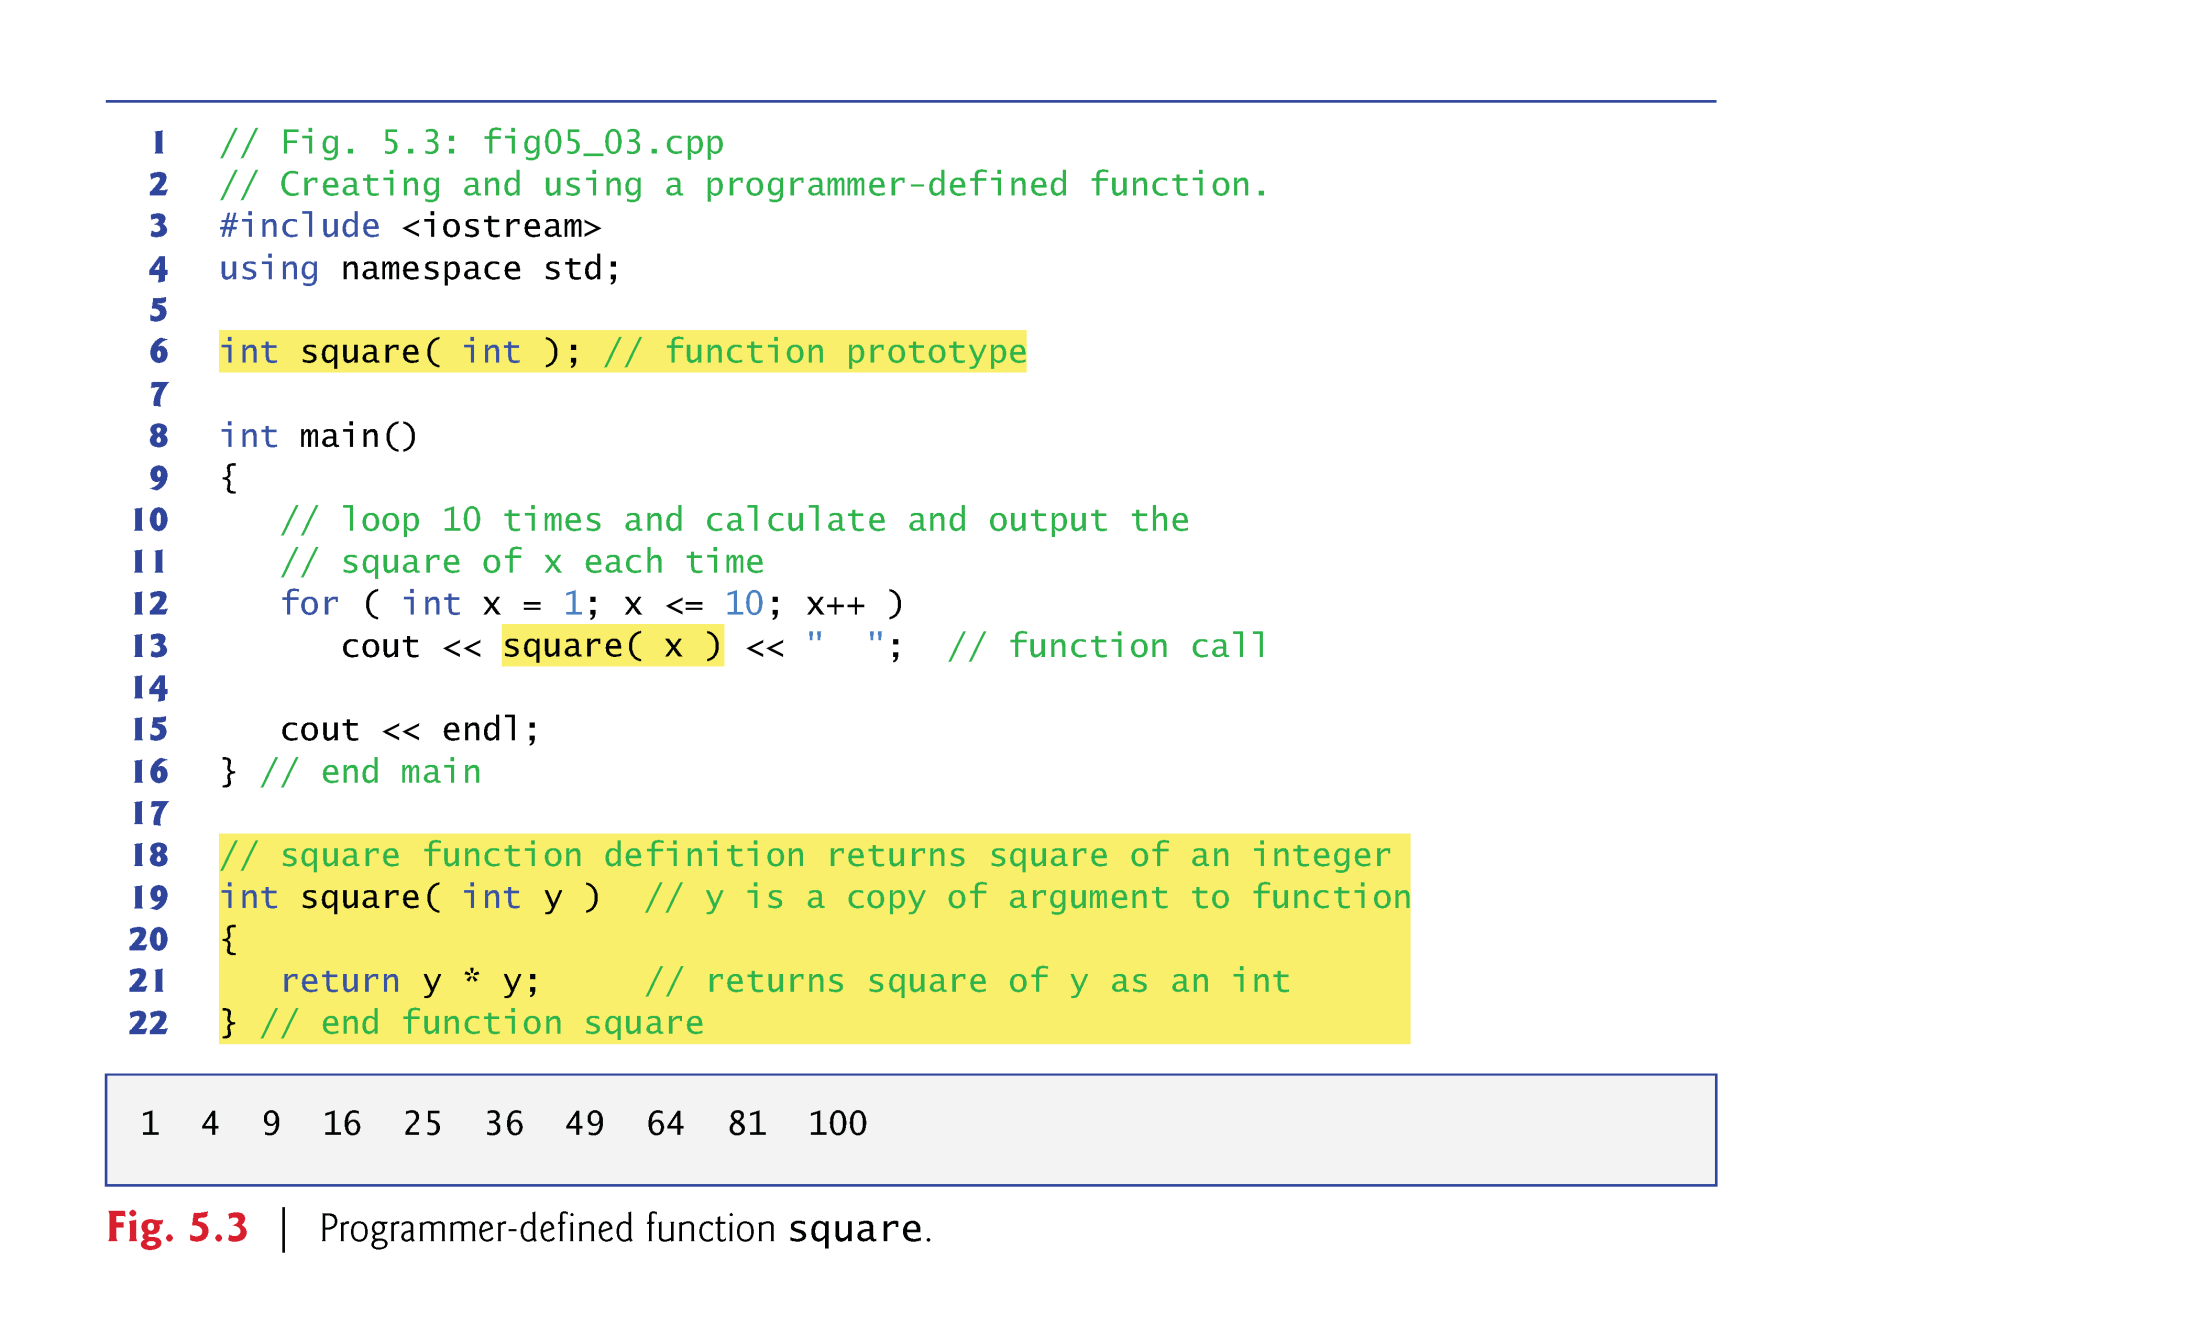 1 // Fig. 5.3: fig05_03.cpp
2 // Creating and using a programmer-defined function.
3 #include <iostream>
4 using namespace std;
5
6 int square( int ); // function prototype
7
8 int main()
9 {
10    // loop 10 times and calculate and output the
11    // square of x each time
12    for ( int x = 1; x <= 10; x++ )
13       cout << square( x ) << "  ";  // function call
14
15    cout << endl;
16 } // end main
17
18 // square function definition returns square of an integer
19 int square( int y )  // y is a copy of argument to function
20 {
21    return y * y;     // returns square of y as an int
22 } // end function square
1  4  9  16  25  36  49  64  81  100
Fig. 5.3 | Programmer-defined function square.